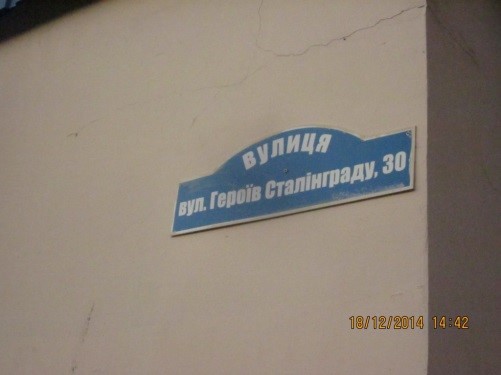 вулиця
вул. Героїв Сталінграду, 30
18/12/2014 14:42